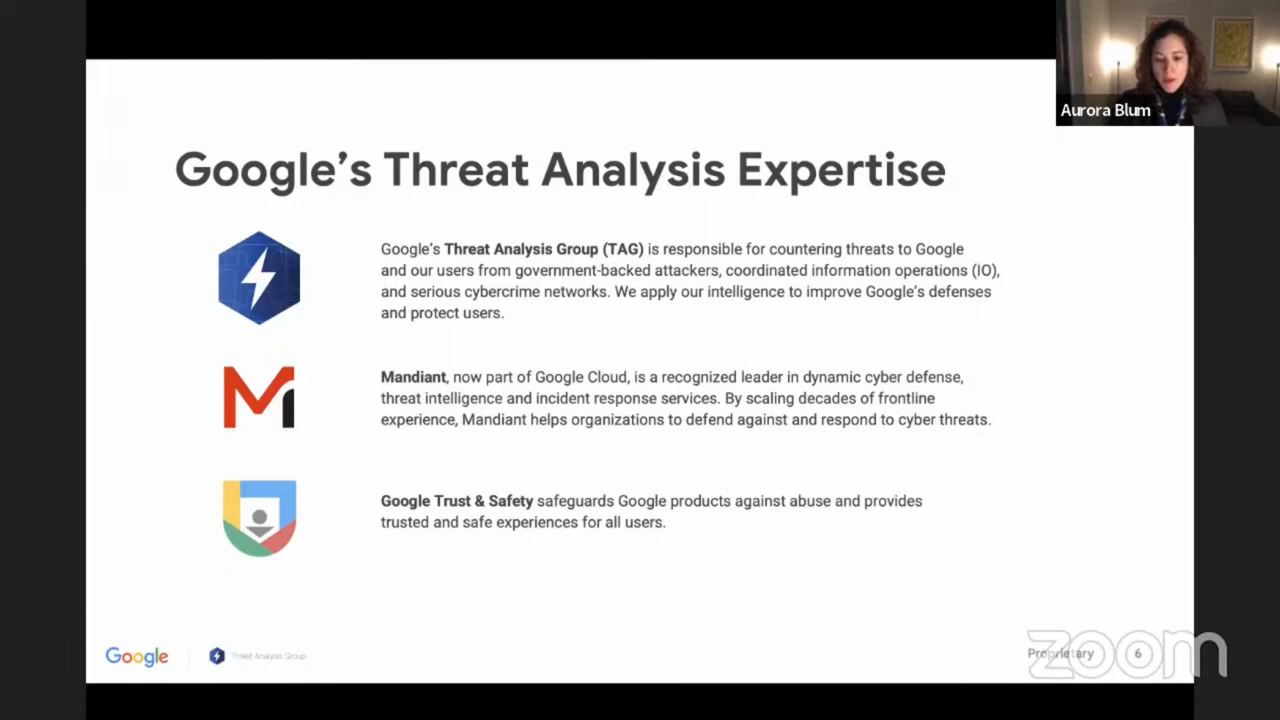 Aurora Blum
Google’s Threat Analysis Expertise
Google’s Threat Analysis Group (TAG) is responsible for countering threats to Google
and our users from government-backed attackers, coordinated information operations (IO),
and serious cybercrime networks. We apply our intelligence to improve Google’s defenses
and protect users.
Mandiant, now part of Google Cloud, is a recognized leader in dynamic cyber defense,
threat intelligence and incident response services. By scaling decades of frontline
experience, Mandiant helps organizations to defend against and respond to cyber threats.
Google Trust & Safety safeguards Google products against abuse and provides
trusted and safe experiences for all users.
Google Threat Analysis Group
Proprietary 6
zoom